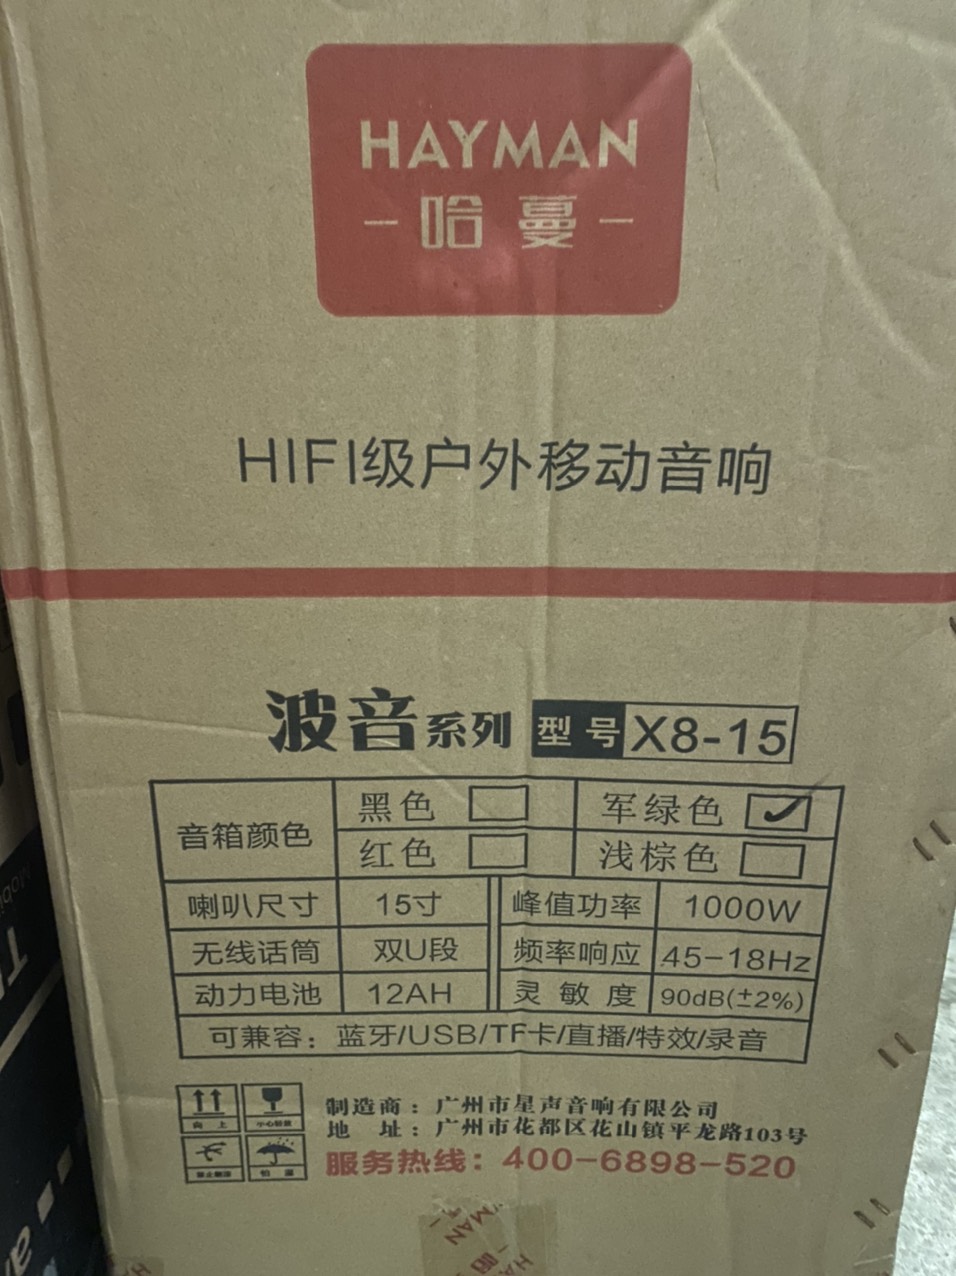 HAYMAN
哈曼
HIFI级户外移动音响
波音系列 型号 X8-15
音箱颜色 黑色 军绿色
红色 浅棕色
喇叭尺寸 15寸 峰值功率 1000W
无线话筒 双U段 频率响应 45-18Hz
动力电池 12AH 灵敏度 90dB(±2%)
可兼容：蓝牙/USB/TF卡/直播/特效/录音
向上
制造商：广州市星声音响有限公司
地 址：广州市花都区花山镇平龙路103号
服务热线：400-6898-520